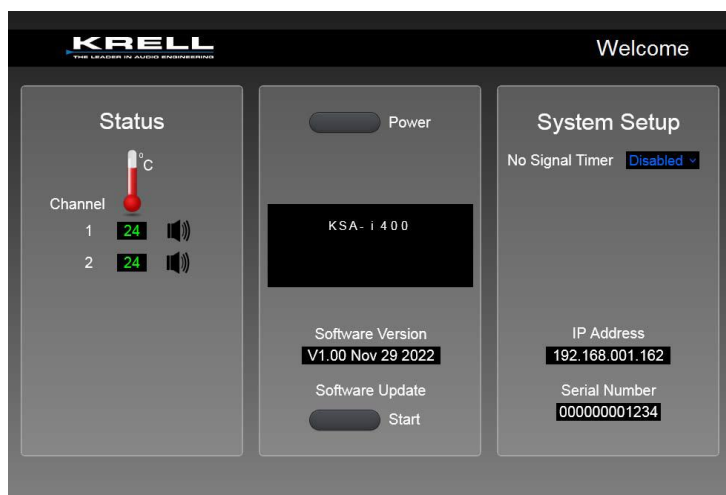 KRELL
THE LEADER IN AUDIO ENGINEERING
Welcome
Status
°C
Channel
1 24
2 24
Power
KSA-i400
Software Version
V1.00 Nov 29 2022
Software Update
Start
System Setup
No Signal Timer Disabled
IP Address
192.168.001.162
Serial Number
000000001234